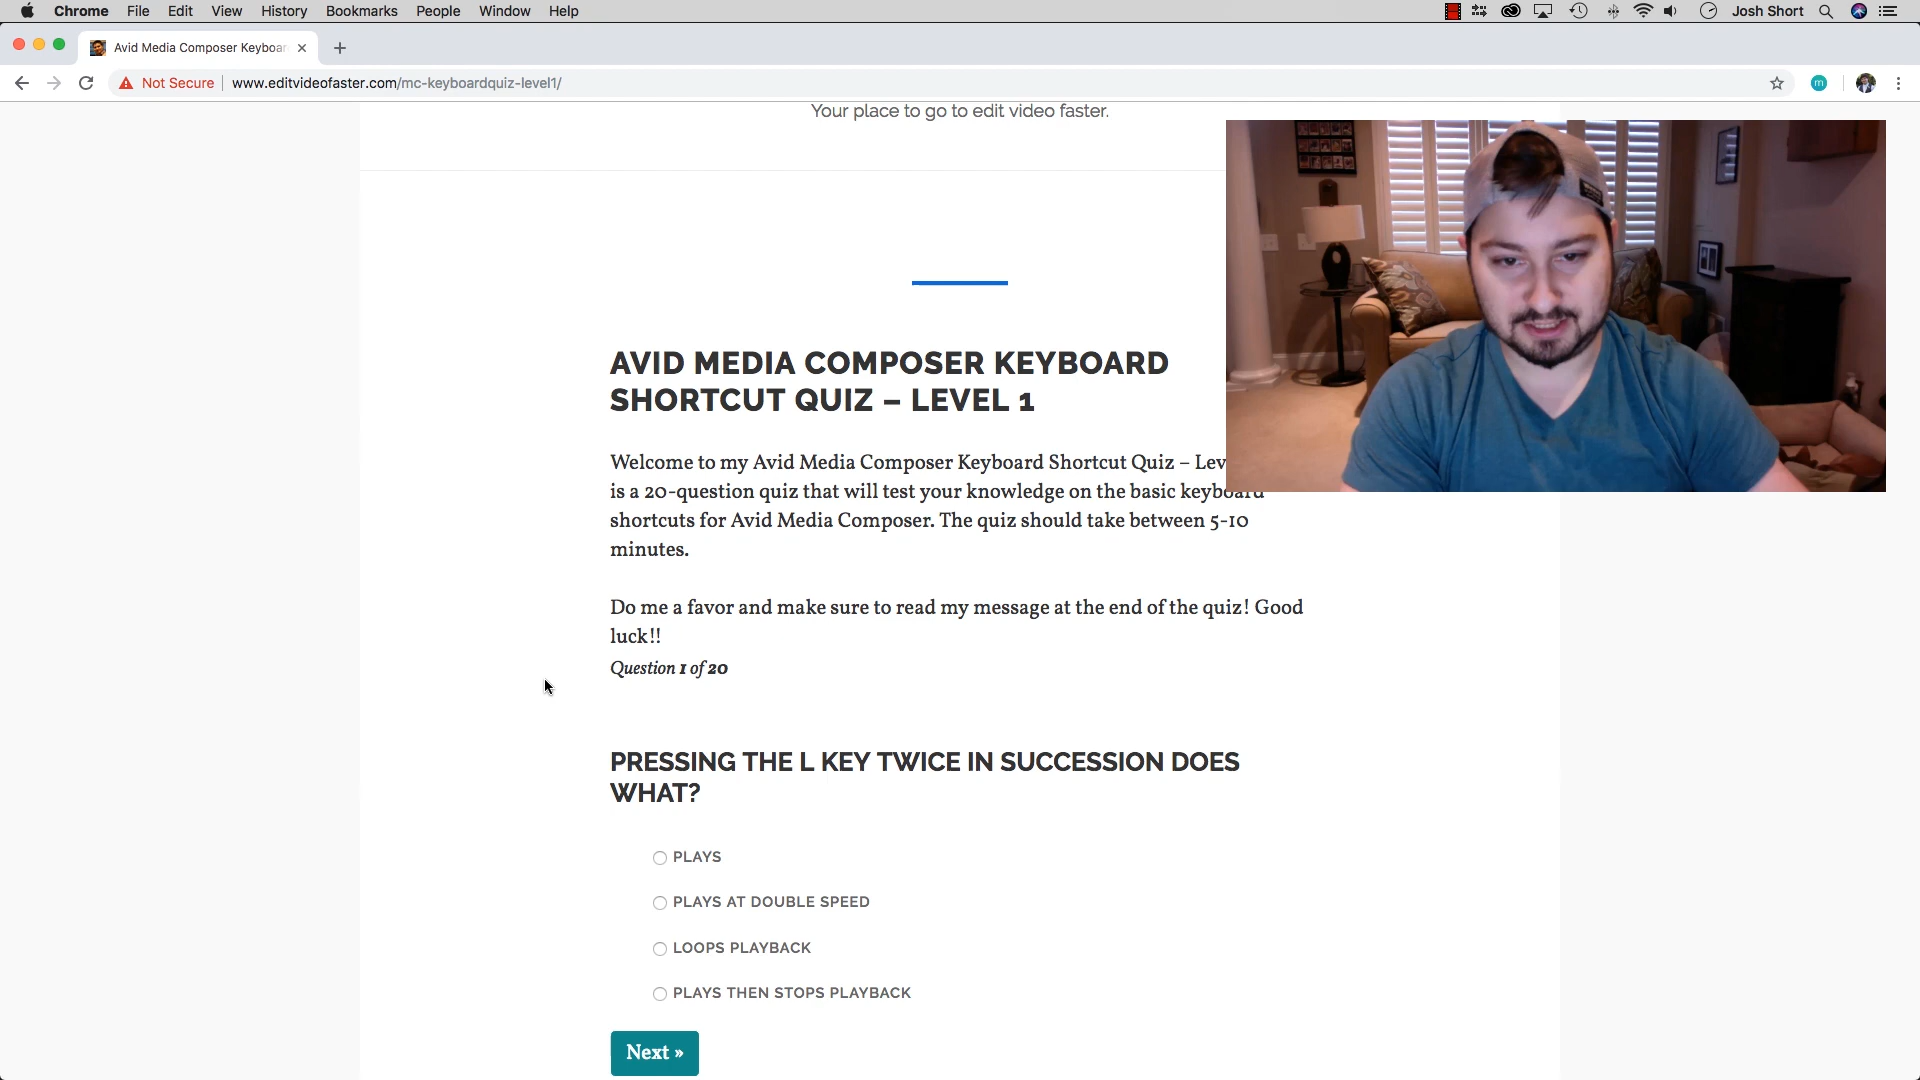 Chrome File Edit View History Bookmarks People Window Help Josh Short
Avid Media Composer Keyboar
Not Secure www.editvideofaster.com/mc-keyboardquiz-level1/
Your place to go to edit video faster.
AVID MEDIA COMPOSER KEYBOARD
SHORTCUT QUIZ – LEVEL 1
Welcome to my Avid Media Composer Keyboard Shortcut Quiz – Lev
is a 20-question quiz that will test your knowledge on the basic keyboard
shortcuts for Avid Media Composer. The quiz should take between 5-10
minutes.
Do me a favor and make sure to read my message at the end of the quiz! Good
luck!!
Question 1 of 20
PRESSING THE L KEY TWICE IN SUCCESSION DOES
WHAT?
PLAYS
PLAYS AT DOUBLE SPEED
LOOPS PLAYBACK
PLAYS THEN STOPS PLAYBACK
Next »